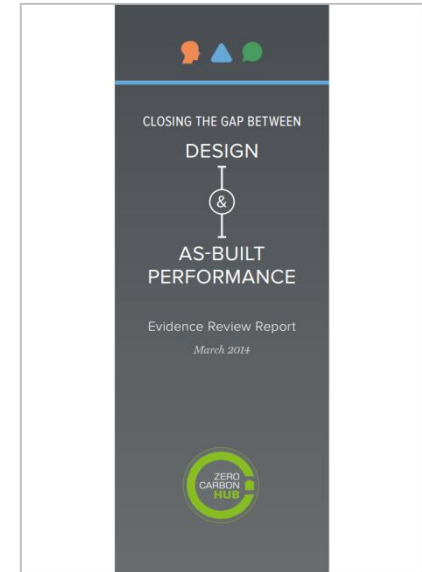 CLOSING THE GAP BETWEEN
DESIGN
&
AS-BUILT
PERFORMANCE
Evidence Review Report
March 2014
ZERO
CARBON
HUB